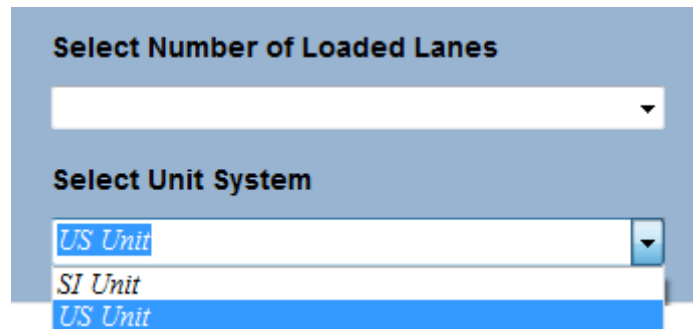 Select Number of Loaded Lanes
Select Unit System
US Unit
SI Unit
US Unit